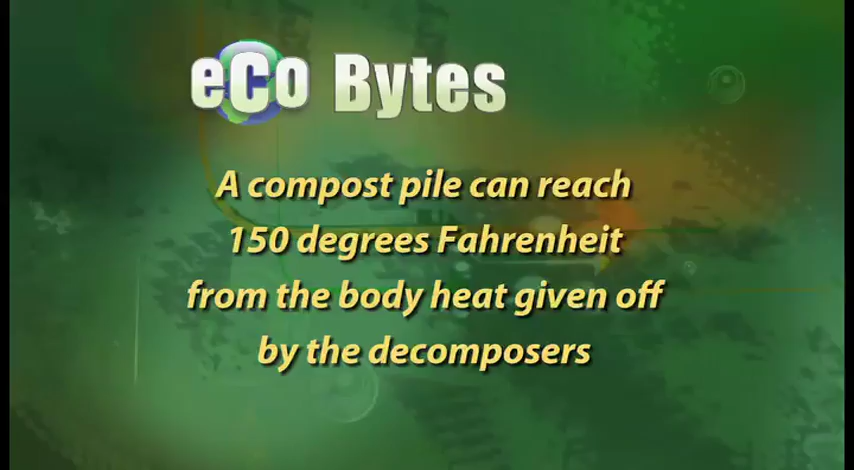 eCo Bytes
A compost pile can reach
150 degrees Fahrenheit
from the body heat given off
by the decomposers